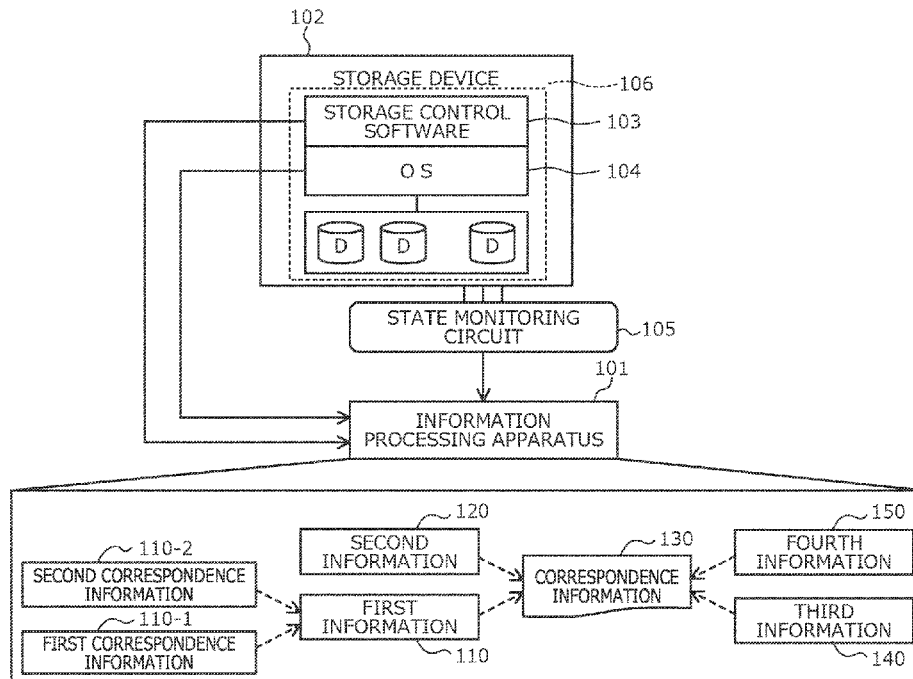 102
STORAGE DEVICE
106
STORAGE CONTROL
SOFTWARE
103
OS
104
D D D
STATE MONITORING
CIRCUIT
105
101
INFORMATION
PROCESSING APPARATUS
120
SECOND
INFORMATION
110-2
SECOND CORRESPONDENCE
INFORMATION
110-1
FIRST CORRESPONDENCE
INFORMATION
FIRST
INFORMATION
110
130
CORRESPONDENCE
INFORMATION
150
FOURTH
INFORMATION
THIRD
INFORMATION
140